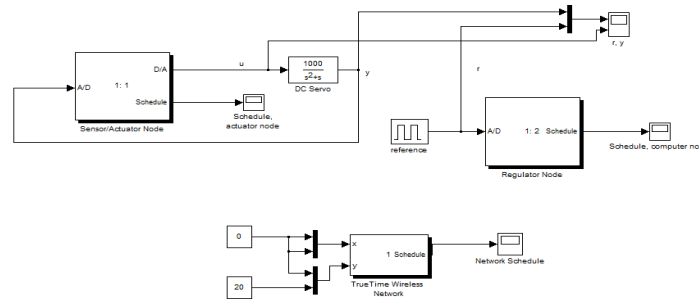 r, y
D/A
u
1000
s²+s
DC Servo
y
A/D
1: 1
Schedule
Sensor/Actuator Node
Schedule,
actuator node
r
reference
A/D
1: 2
Schedule
Regulator Node
Schedule, computer no
0
20
x
y
1
Schedule
TrueTime Wireless
Network
Network Schedule